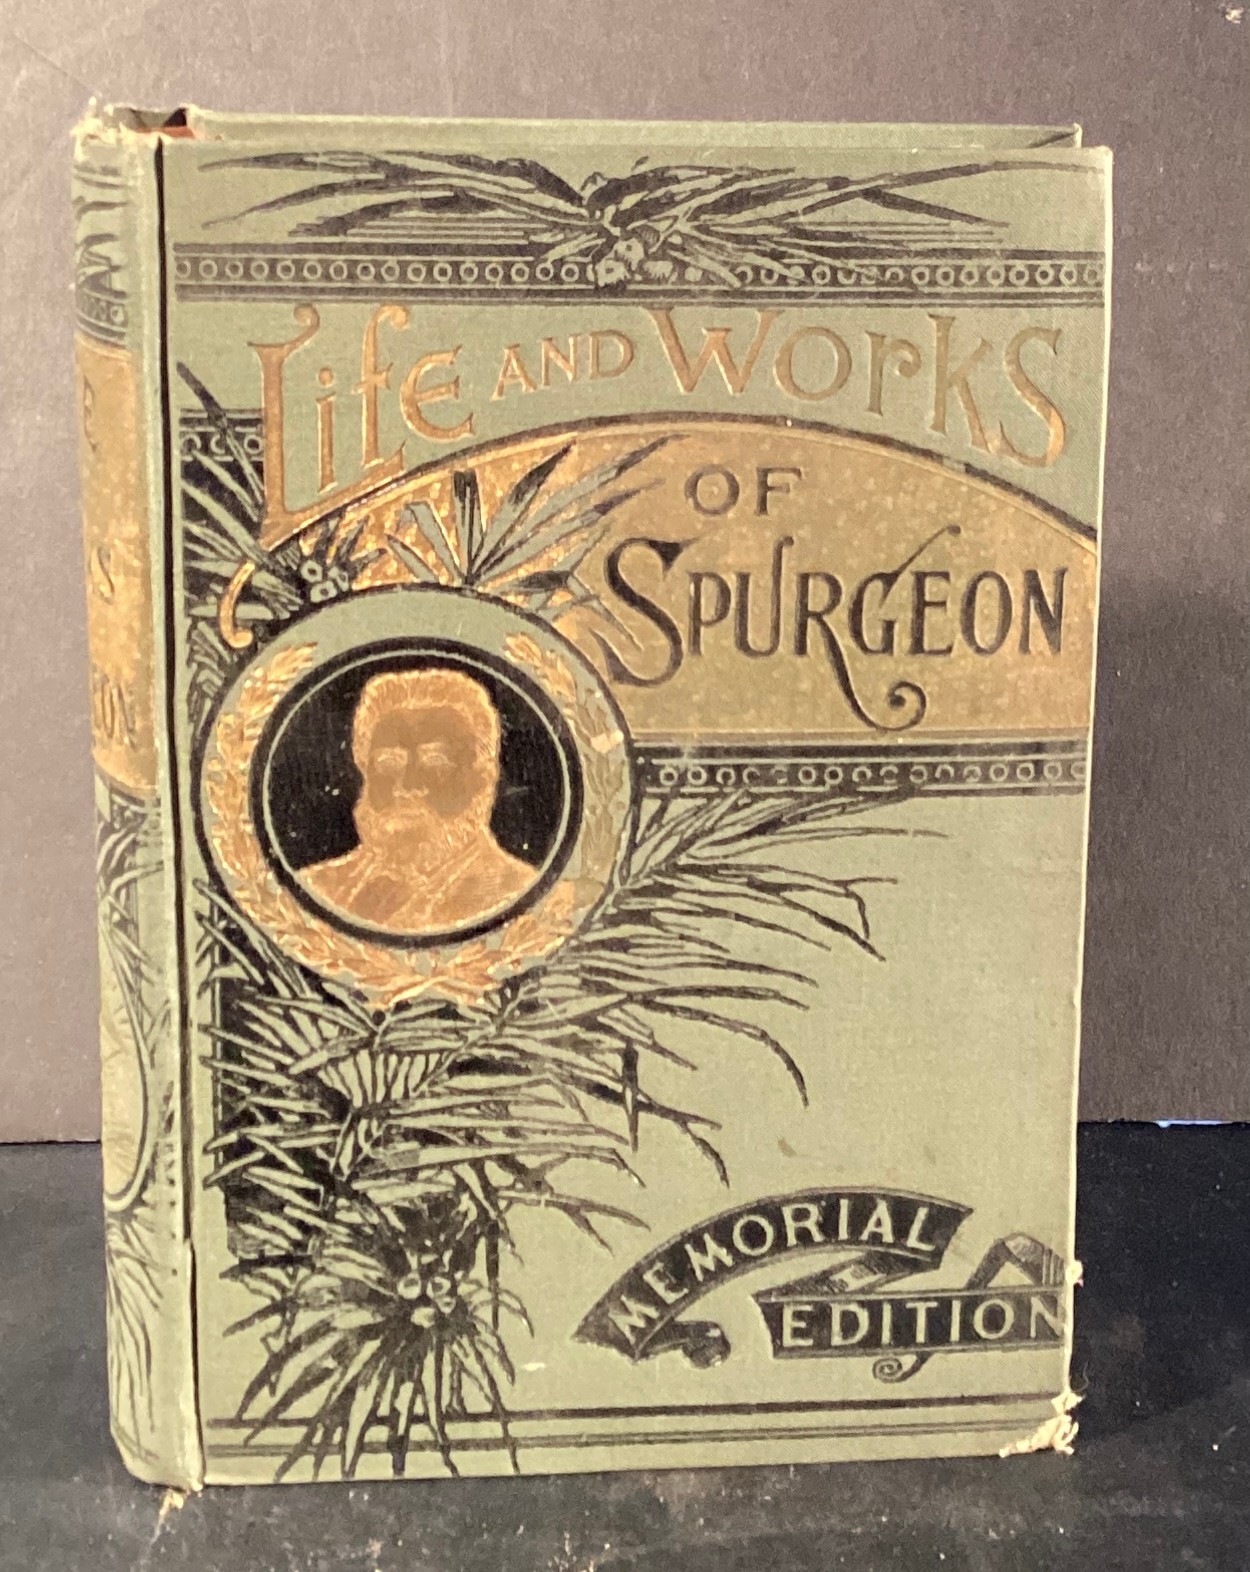 Life and Works
of
Spurgeon
Memorial
Edition